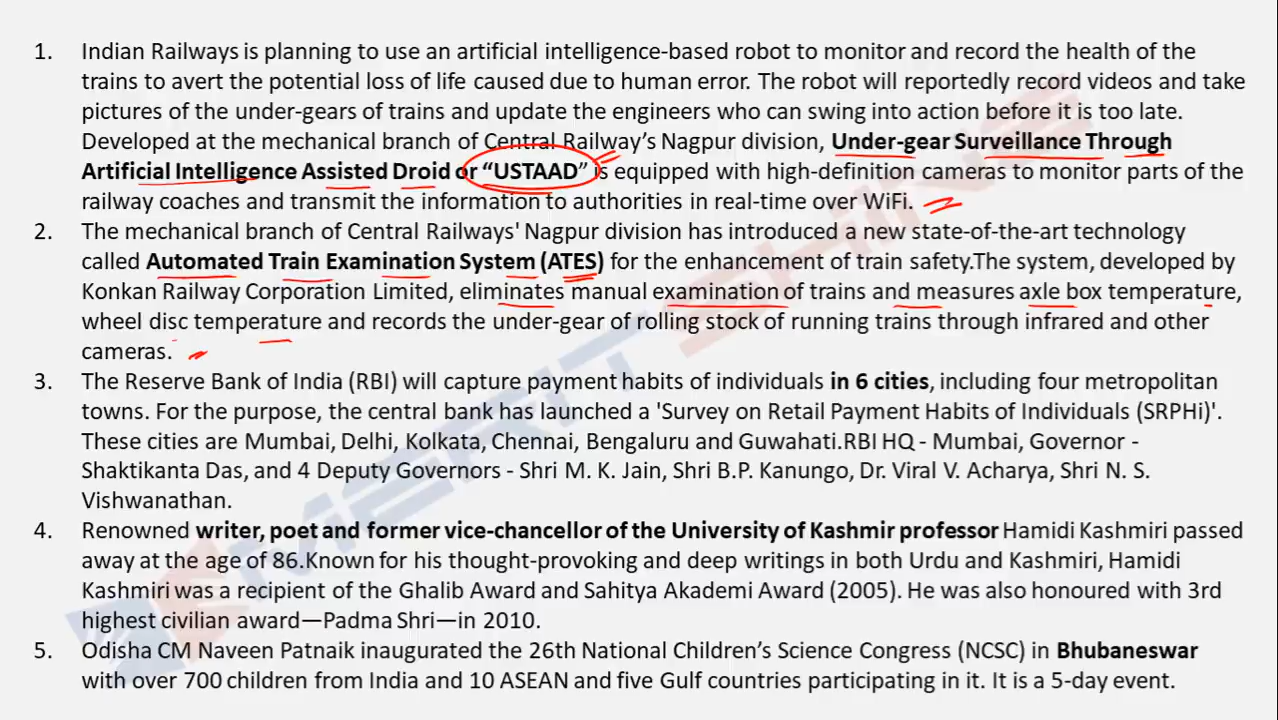 1. Indian Railways is planning to use an artificial intelligence-based robot to monitor and record the health of the
trains to avert the potential loss of life caused due to human error. The robot will reportedly record videos and take
pictures of the under-gears of trains and update the engineers who can swing into action before it is too late.
Developed at the mechanical branch of Central Railway's Nagpur division, Under-gear Surveillance Through
Artificial Intelligence Assisted Droid or “USTAAD” is equipped with high-definition cameras to monitor parts of the
railway coaches and transmit the information to authorities in real-time over WiFi.
2. The mechanical branch of Central Railways' Nagpur division has introduced a new state-of-the-art technology
called Automated Train Examination System (ATES) for the enhancement of train safety.The system, developed by
Konkan Railway Corporation Limited, eliminates manual examination of trains and measures axle box temperature,
wheel disc temperature and records the under-gear of rolling stock of running trains through infrared and other
cameras.
3. The Reserve Bank of India (RBI) will capture payment habits of individuals in 6 cities, including four metropolitan
towns. For the purpose, the central bank has launched a 'Survey on Retail Payment Habits of Individuals (SRPHi)'.
These cities are Mumbai, Delhi, Kolkata, Chennai, Bengaluru and Guwahati.RBI HQ - Mumbai, Governor -
Shaktikanta Das, and 4 Deputy Governors - Shri M. K. Jain, Shri B.P. Kanungo, Dr. Viral V. Acharya, Shri N. S.
Vishwanathan.
4. Renowned writer, poet and former vice-chancellor of the University of Kashmir professor Hamidi Kashmiri passed
away at the age of 86.Known for his thought-provoking and deep writings in both Urdu and Kashmiri, Hamidi
Kashmiri was a recipient of the Ghalib Award and Sahitya Akademi Award (2005). He was also honoured with 3rd
highest civilian award—Padma Shri—in 2010.
5. Odisha CM Naveen Patnaik inaugurated the 26th National Children’s Science Congress (NCSC) in Bhubaneswar
with over 700 children from India and 10 ASEAN and five Gulf countries participating in it. It is a 5-day event.
MERIT SHINE